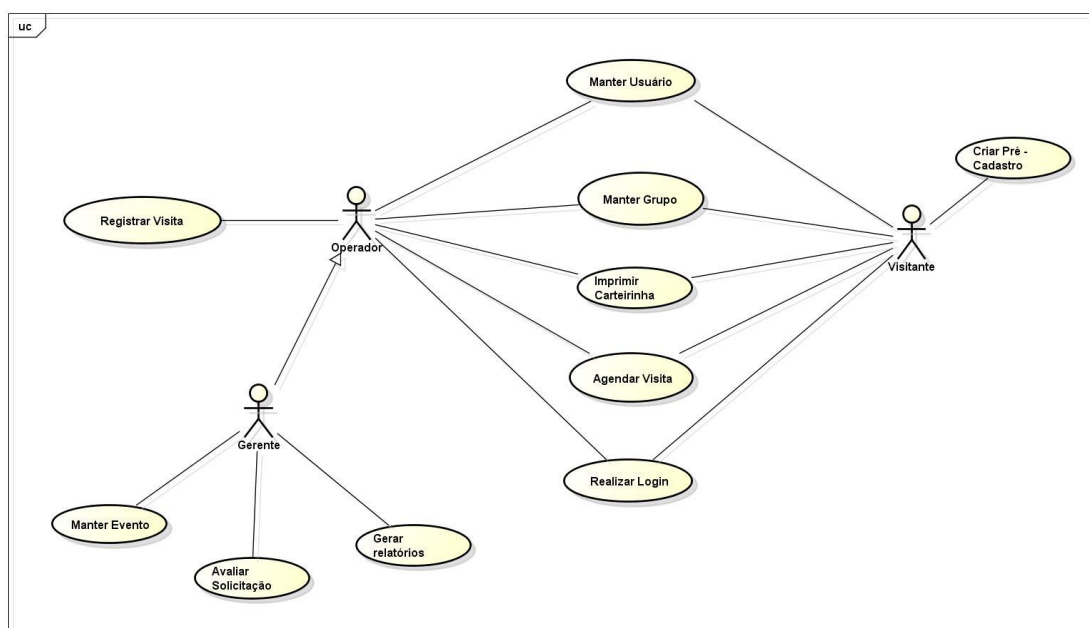 uc
Manter Usuário
Criar Pré -
Cadastro
Registrar Visita
Manter Grupo
Operador
Visitante
Imprimir
Carteirinha
Agendar Visita
Gerente
Realizar Login
Manter Evento
Gerar
relatórios
Avaliar
Solicitação